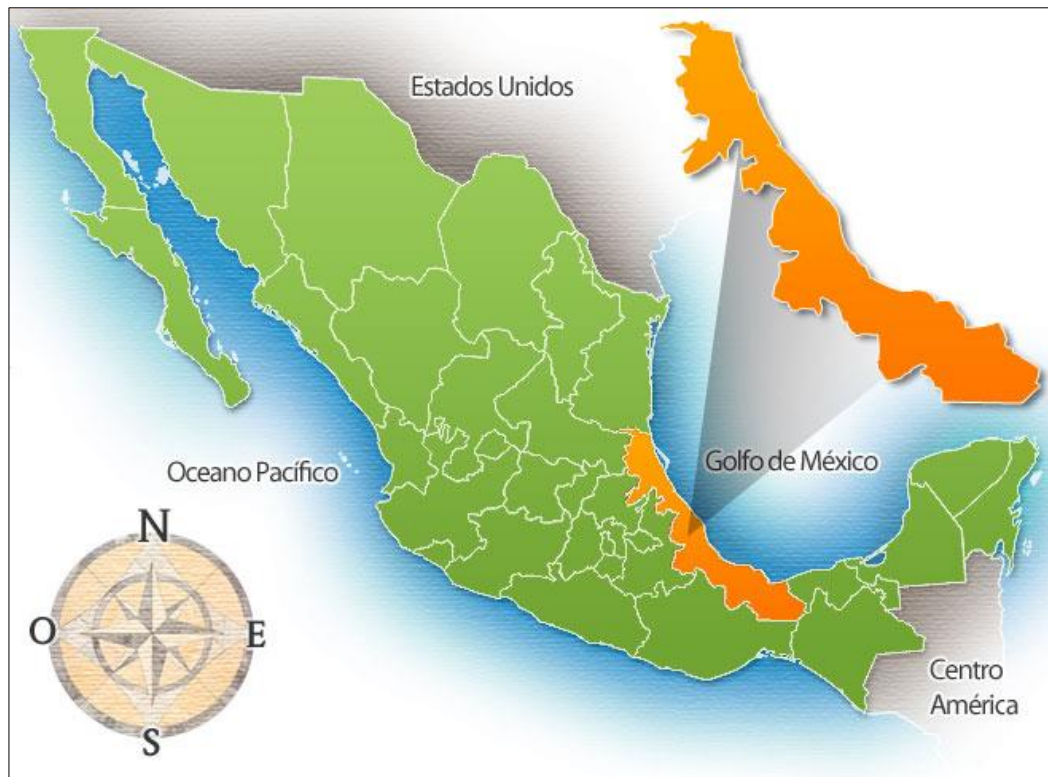 Estados Unidos
Golfo de México
Oceano Pacífico
N
O
E
S
Centro
América